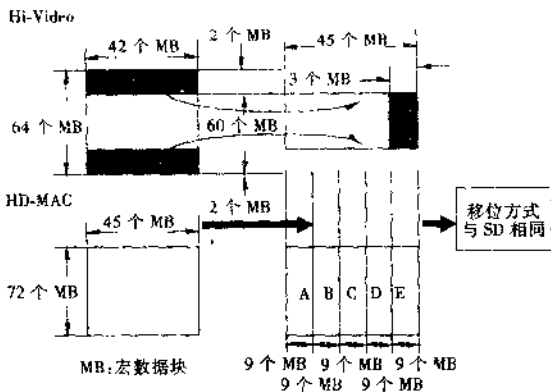 Hi-Vidro
42 个 MB
2 个 MB
45 个 MB
3 个 MB
64 个 MB
60 个 MB
HD-MAC
45 个 MB
2 个 MB
移位方式
与 SD 相同
72 个 MB
A B C D E
MB:宏数据块
9 个 MB 9 个 MB 9 个 MB
9 个 MB 9 个 MB